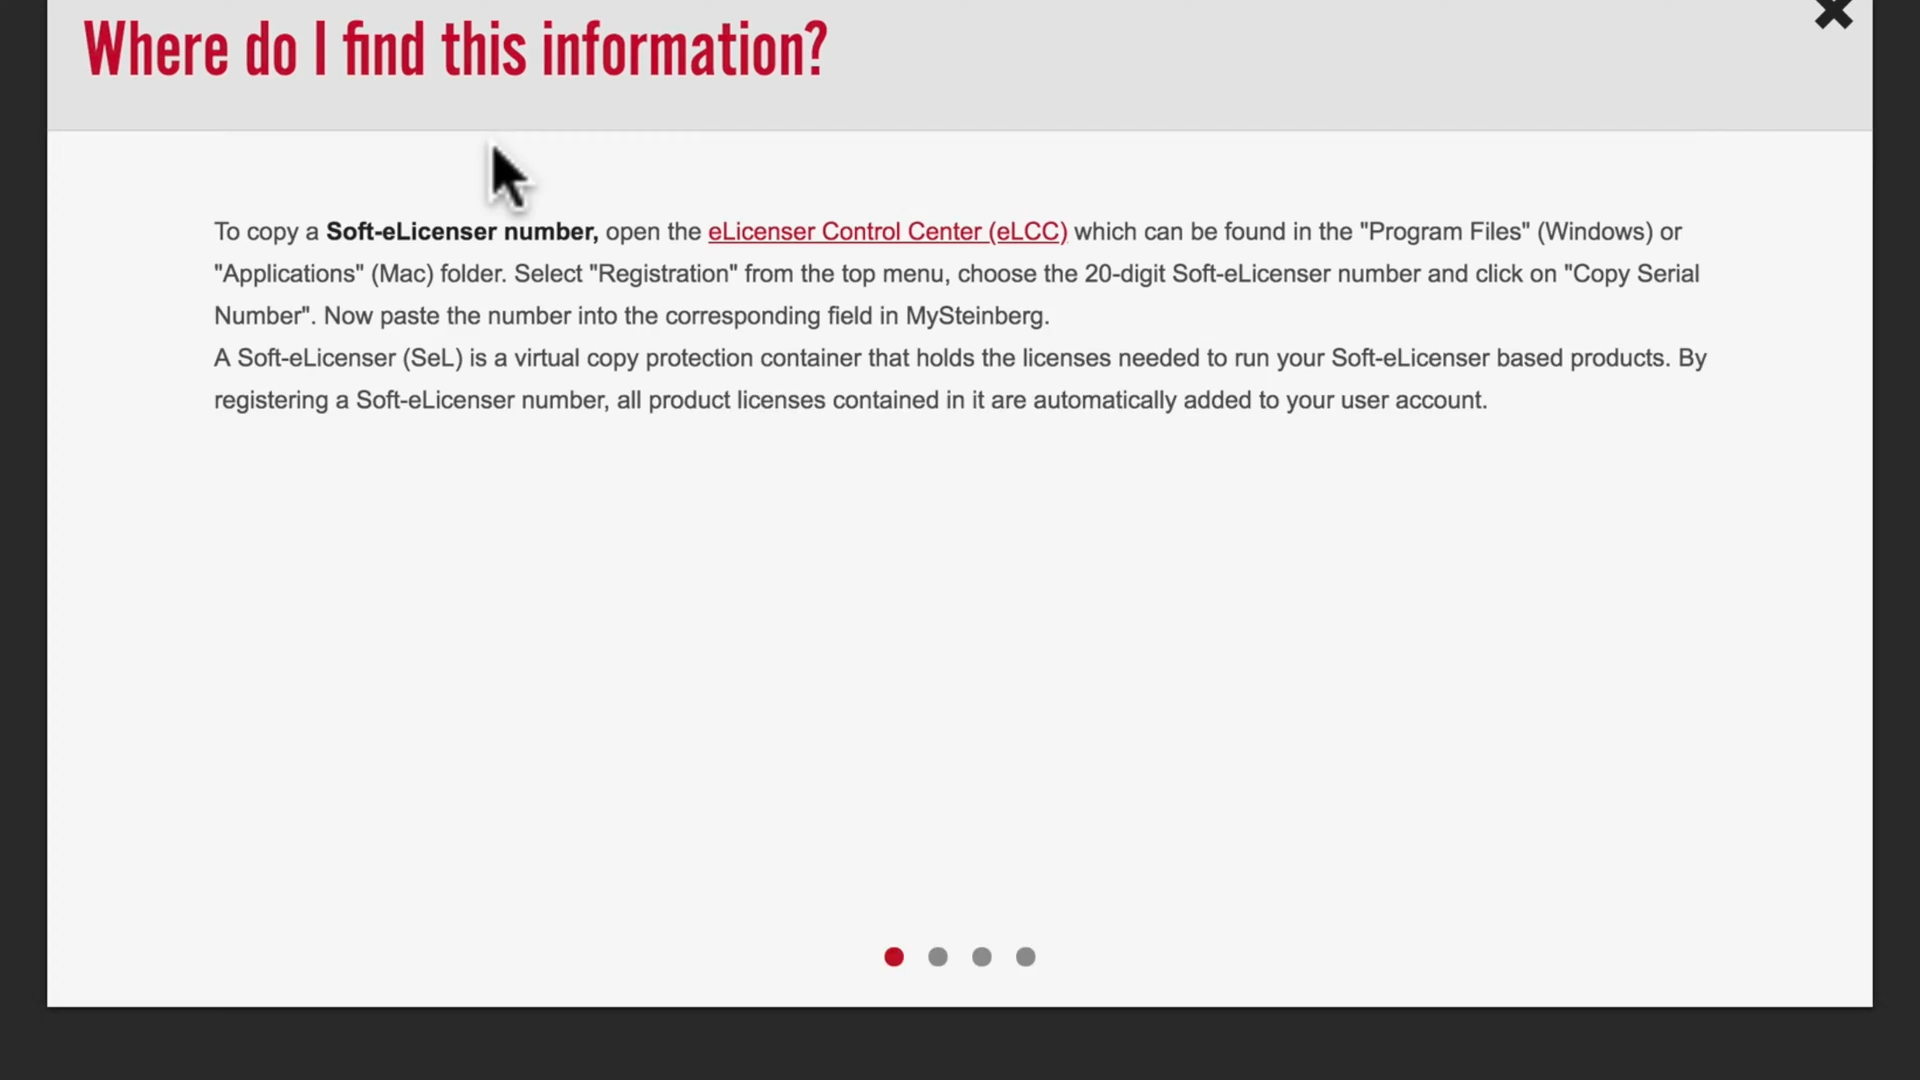 Where do I find this information?
To copy a Soft-eLicenser number, open the eLicenser Control Center (eLCC) which can be found in the "Program Files" (Windows) or
"Applications" (Mac) folder. Select "Registration" from the top menu, choose the 20-digit Soft-eLicenser number and click on "Copy Serial
Number". Now paste the number into the corresponding field in MySteinberg.
A Soft-eLicenser (SeL) is a virtual copy protection container that holds the licenses needed to run your Soft-eLicenser based products. By
registering a Soft-eLicenser number, all product licenses contained in it are automatically added to your user account.